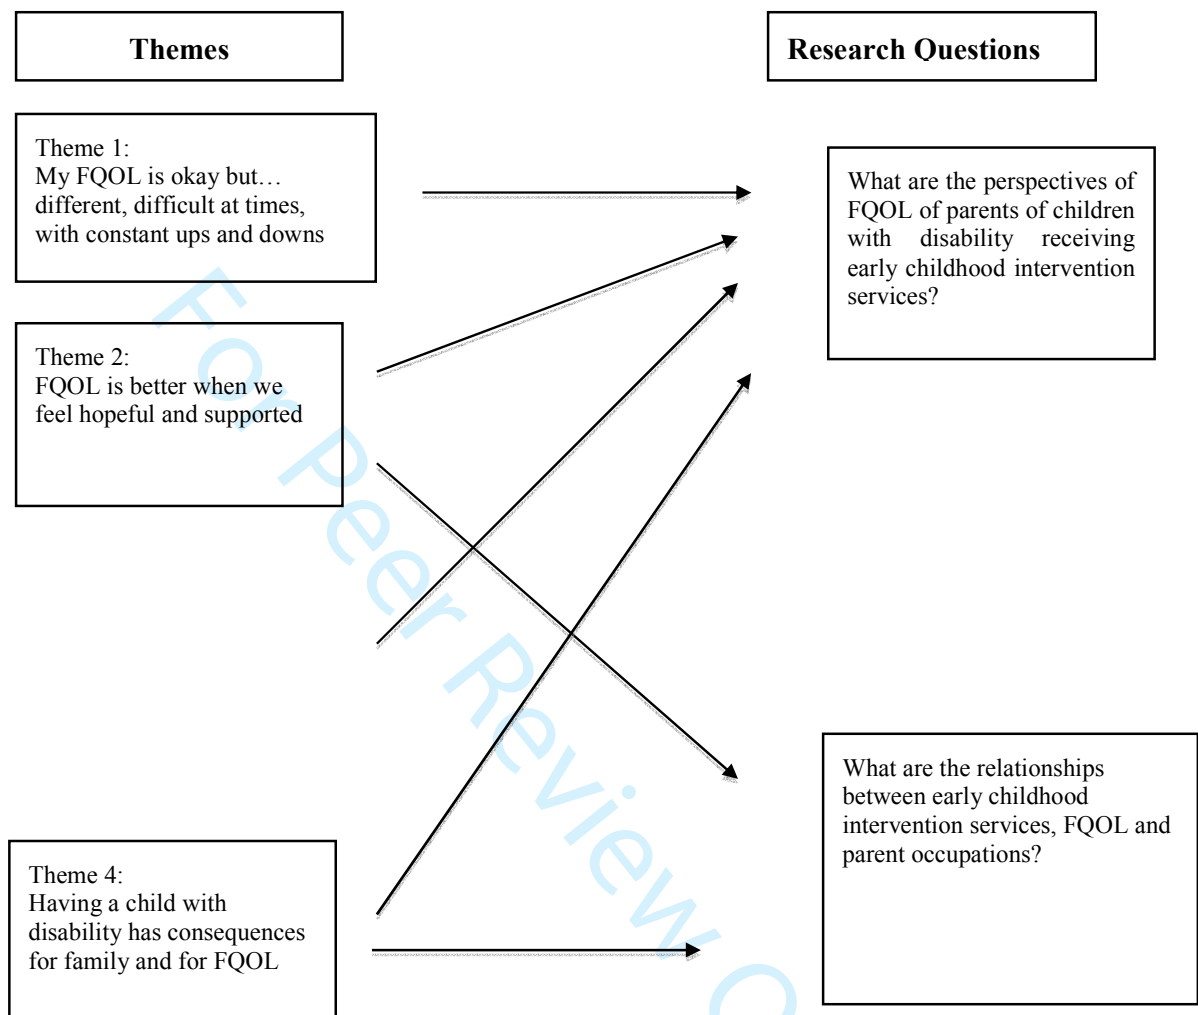 Themes
Research Questions
Theme 1:
My FQOL is okay but…
different, difficult at times,
with constant ups and downs
What are the perspectives of
FQOL of parents of children
with disability receiving
early childhood intervention
services?
Theme 2:
FQOL is better when we
feel hopeful and supported
What are the relationships
between early childhood
intervention services, FQOL and
parent occupations?
Theme 4:
Having a child with
disability has consequences
for family and for FQOL
For Peer Review O